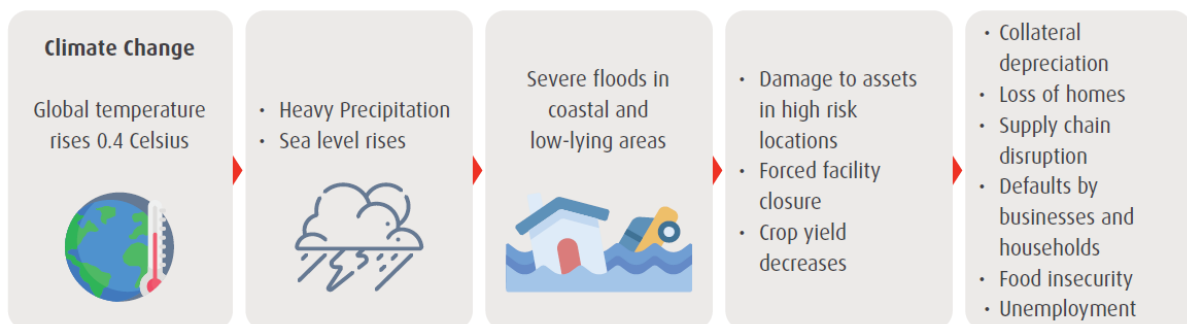 Climate Change
Global temperature
rises 0.4 Celsius
• Heavy Precipitation
• Sea level rises
Severe floods in
coastal and
low-lying areas
• Damage to assets
in high risk
locations
• Forced facility
closure
• Crop yield
decreases
• Collateral
depreciation
• Loss of homes
• Supply chain
disruption
• Defaults by
businesses and
households
• Food insecurity
• Unemployment